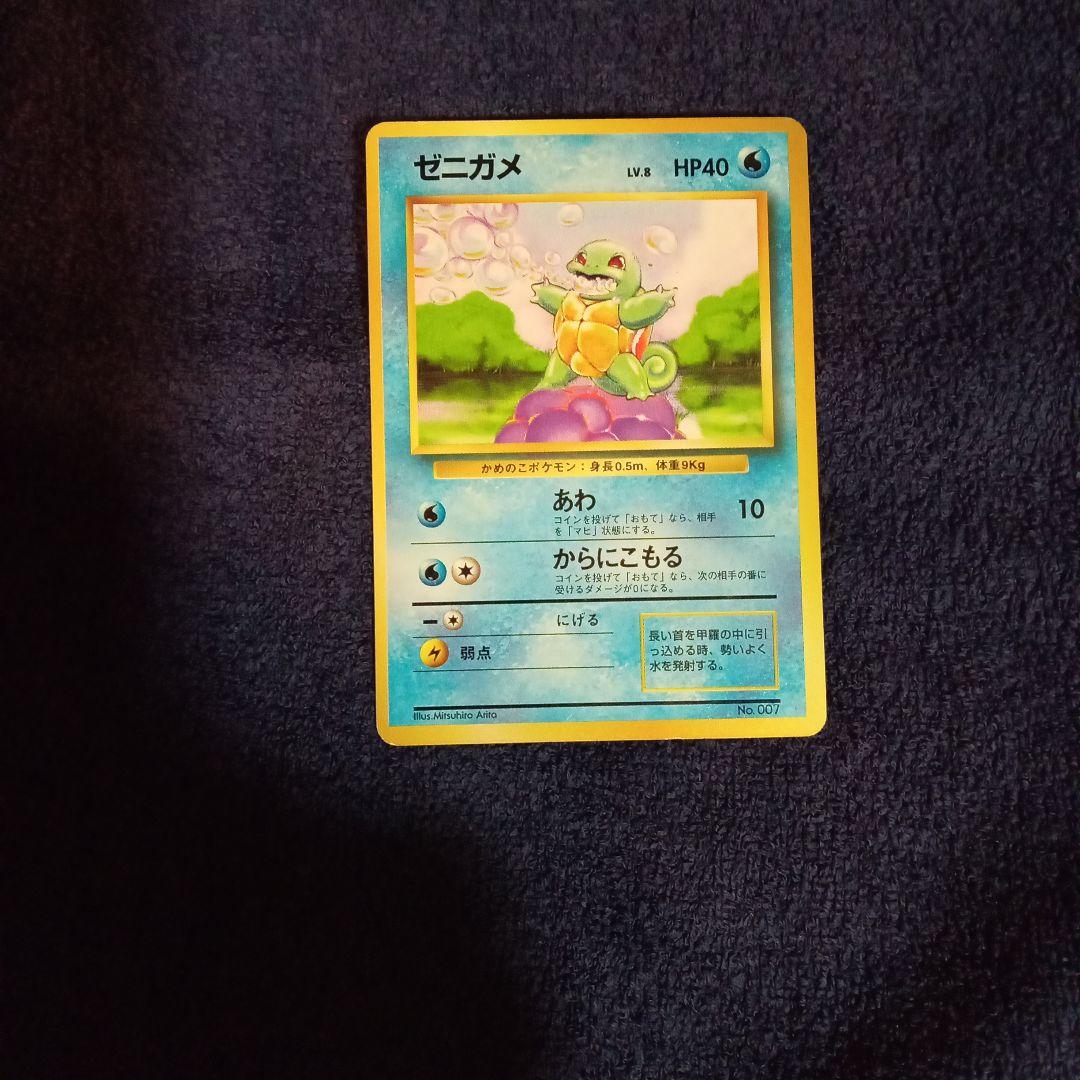 ゼニガメ LV.8 HP40
かめのこポケモン：身長0.5m、体重9Kg
あわ 10
コインを投げて「おもて」なら、相手
を「マヒ」状態にする。
からにこもる
コインを投げて「おもて」なら、次の相手の番に
受けるダメージが0になる。
にげる
弱点
長い首を甲羅の中に引
っ込める時、勢いよく
水を発射する。
Illus.Mitsuhiro Arita No. 007